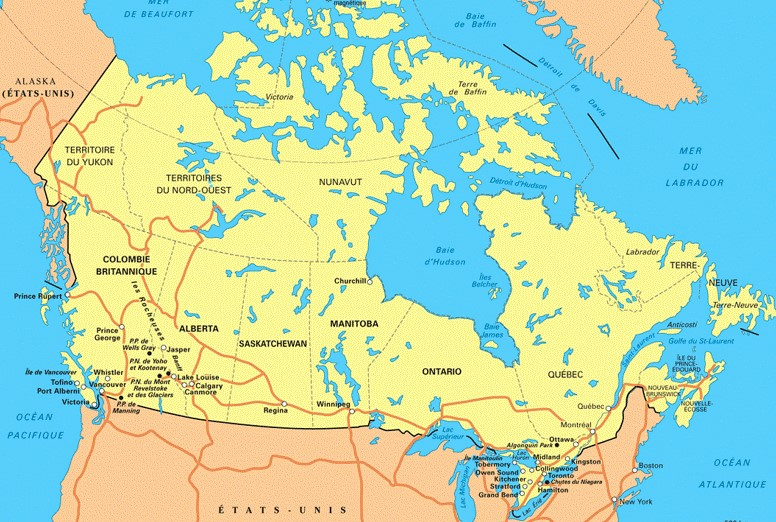 MER
DE BEAUFORT
magnétique
Baie
de Baffin
Détroit de Davis
ALASKA
(ÉTATS-UNIS)
Victoria
Terre
de Baffin
TERRITOIRE
DU YUKON
TERRITOIRES
DU NORD-OUEST
NUNAVUT
MER
DU
LABRADOR
Détroit d'Hudson
COLOMBIE
BRITANNIQUE
Baie
d'Hudson
Labrador
TERRE-
NEUVE
Terre-Neuve
Îles
Belcher
Churchill
Prince Rupert
les Rocheuses
ALBERTA
SASKATCHEWAN
MANITOBA
Baie
James
Anticosti
Golfe du St-Laurent
Saint-Laurent
Prince
George
P.P. de
Wells Gray
Jasper
P.N. de Yoho
et Kootenay
Banff
Lake Louise
Calgary
Canmore
P.N. du Mont
Revelstoke
et des Glaciers
P.P. de
Manning
Île de Vancouver
Whistler
Tofino
Vancouver
Port Alberni
Victoria
ONTARIO
QUÉBEC
ÎLE DU
PRINCE-
ÉDOUARD
NOUVEAU
BRUNSWICK
NOUVELLE-
ÉCOSSE
OCÉAN
PACIFIQUE
Regina
Winnipeg
Québec
Montréal
Ottawa
Lac
Supérieur
Algonquin Park
Île Manitoulin
Lac
Huron
Midland
Kingston
Tobermory
Collingwood
Owen Sound
Toronto
Kitchener
Chutes du Niagara
Stratford
Hamilton
Grand Bend
Lac Michigan
Lac Érié
Boston
New York
OCÉAN
ATLANTIQUE
ÉTATS-UNIS